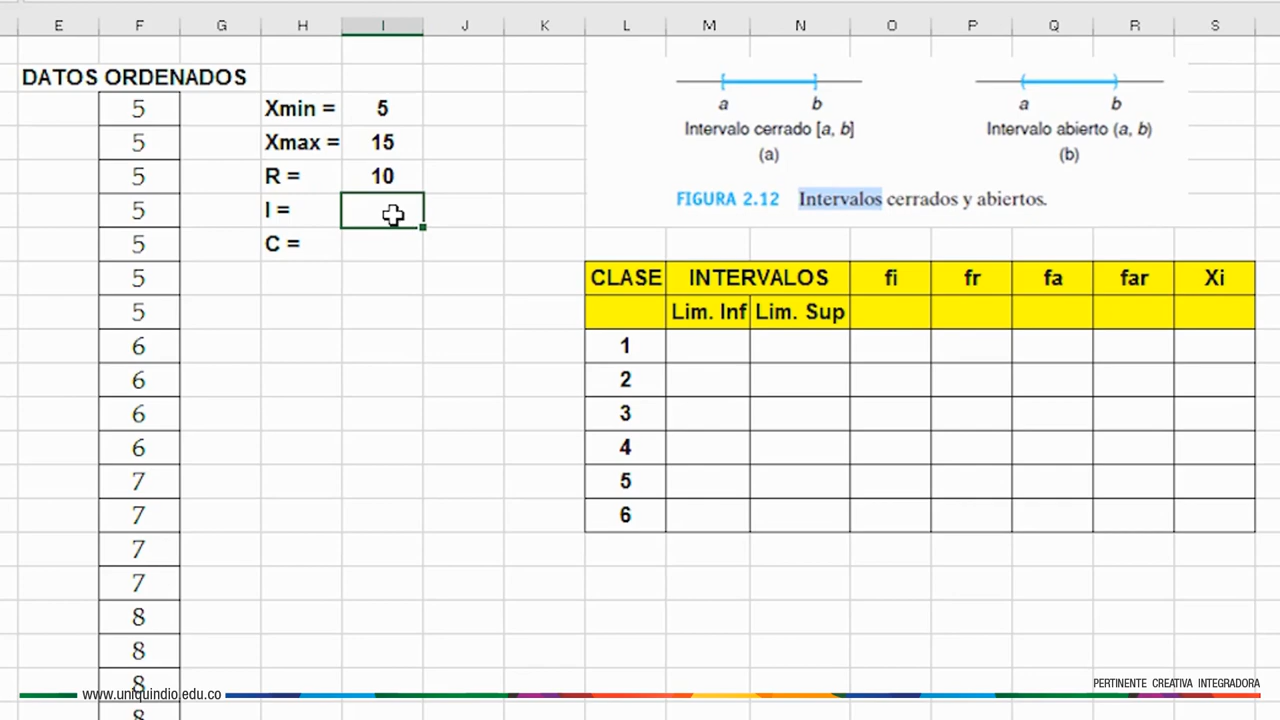 E F G H I J K L M N O P Q R S
DATOS ORDENADOS
5 Xmin = 5
5 Xmax = 15
5 R = 10
5 I =
5 C =
5
5
6
6
6
6
7
7
7
7
8
8
8
8
a b
Intervalo cerrado [a, b]
(a)
a b
Intervalo abierto (a, b)
(b)
FIGURA 2.12 Intervalos cerrados y abiertos.
CLASE INTERVALOS fi fr fa far Xi
Lim. Inf Lim. Sup
1
2
3
4
5
6
www.uniquindio.edu.co
PERTINENTE CREATIVA INTEGRADORA